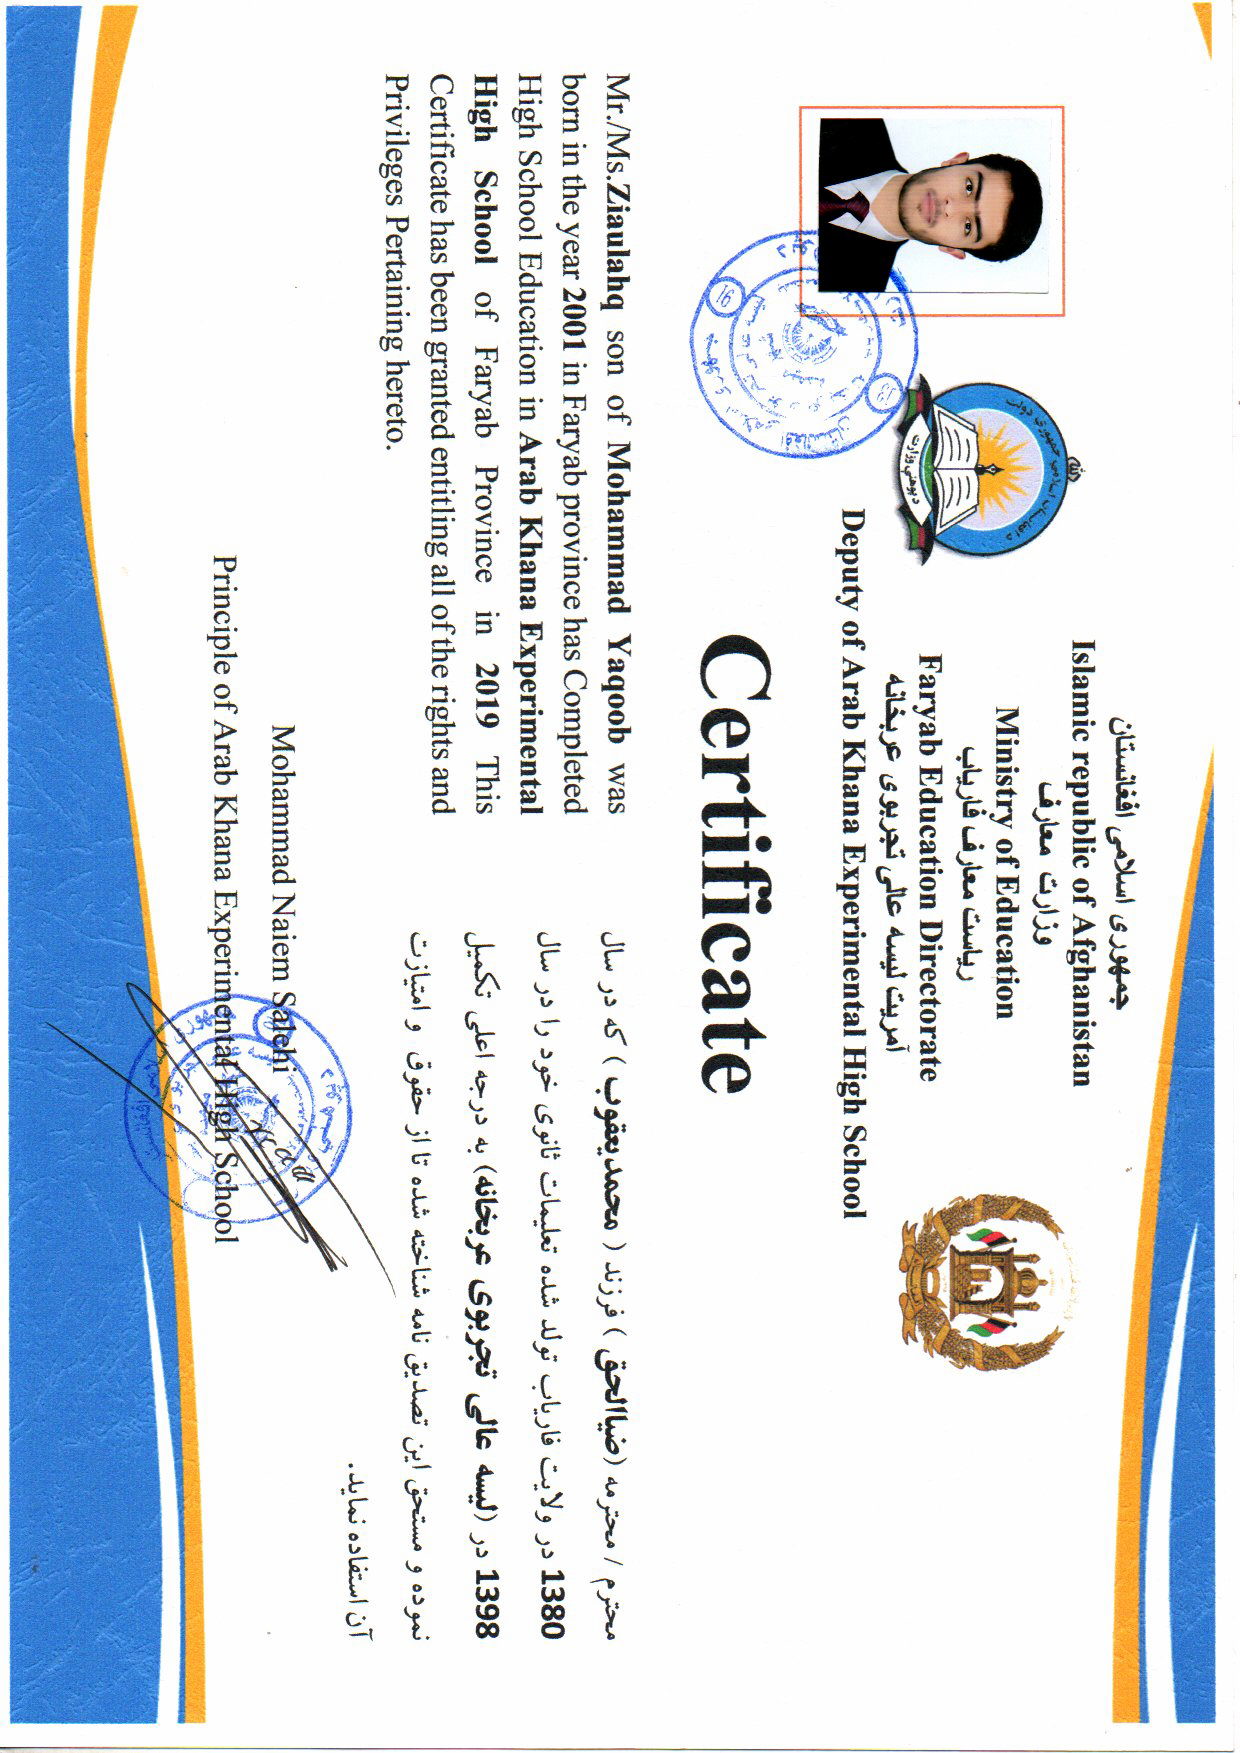 جمهوری اسلامی افغانستان
Islamic republic of Afghanistan
وزارت معارف
Ministry of Education
ریاست معارف فاریاب
Faryab Education Directorate
آمریت لیسه عالی تجربوی عربخانه
Deputy of Arab Khana Experimental High School
Certificate
Mr./Ms.Ziaulahq son of Mohammad Yaqoob was
born in the year 2001 in Faryab province has Completed
High School Education in Arab Khana Experimental
High School of Faryab Province in 2019 This
Certificate has been granted entitling all of the rights and
Privileges Pertaining hereto.
محترم / محترمه (ضیاالحق ) فرزند ( محمدیعقوب ) که در سال
1380 در ولایت فاریاب تولد شده تعلیمات ثانوی خود را در سال
1398 در (لیسه عالی تجربوی عربخانه) به درجه اعلی تکمیل
نموده و مستحق این تصدیق نامه شناخته شده تا از حقوق و امتیازت
آن استفاده نماید.
Mohammad Naiem Salehi
Principle of Arab Khana Experimental High School